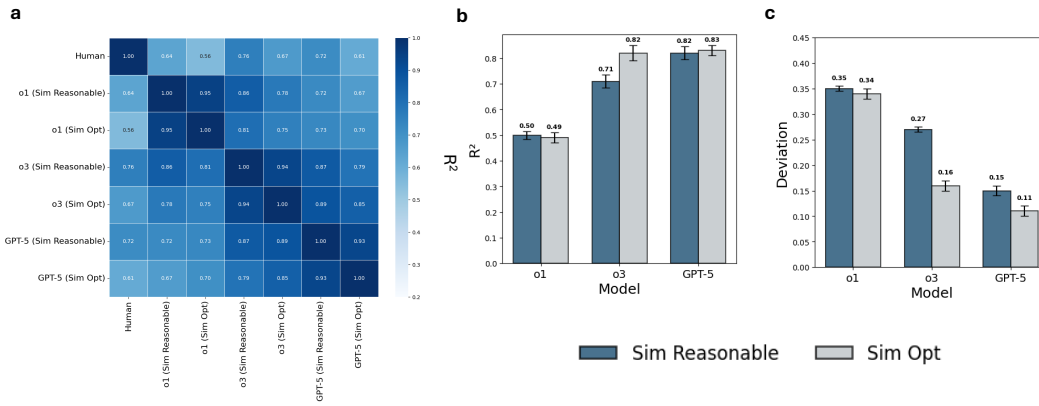 a
Human 1.00 0.64 0.56 0.76 0.67 0.72 0.61
o1 (Sim Reasonable) 0.64 1.00 0.95 0.86 0.78 0.72 0.67
o1 (Sim Opt) 0.56 0.95 1.00 0.81 0.75 0.73 0.70
o3 (Sim Reasonable) 0.76 0.86 0.81 1.00 0.94 0.87 0.79
o3 (Sim Opt) 0.67 0.78 0.75 0.94 1.00 0.89 0.85
GPT-5 (Sim Reasonable) 0.72 0.72 0.73 0.87 0.89 1.00 0.93
GPT-5 (Sim Opt) 0.61 0.67 0.70 0.79 0.85 0.93 1.00
Human
o1 (Sim Reasonable)
o1 (Sim Opt)
o3 (Sim Reasonable)
o3 (Sim Opt)
GPT-5 (Sim Reasonable)
GPT-5 (Sim Opt)
1.0
0.9
0.8
0.7
0.6
0.5
0.4
0.3
0.2
R²
b
R²
0.8
0.7
0.6
0.5
0.4
0.3
0.2
0.1
0.0
0.50 0.49
0.71 0.82
0.82 0.83
o1 o3 GPT-5
Model
c
Deviation
0.45
0.40
0.35
0.30
0.25
0.20
0.15
0.10
0.05
0.00
0.35 0.34
0.27 0.16
0.15 0.11
o1 o3 GPT-5
Model
Sim Reasonable Sim Opt